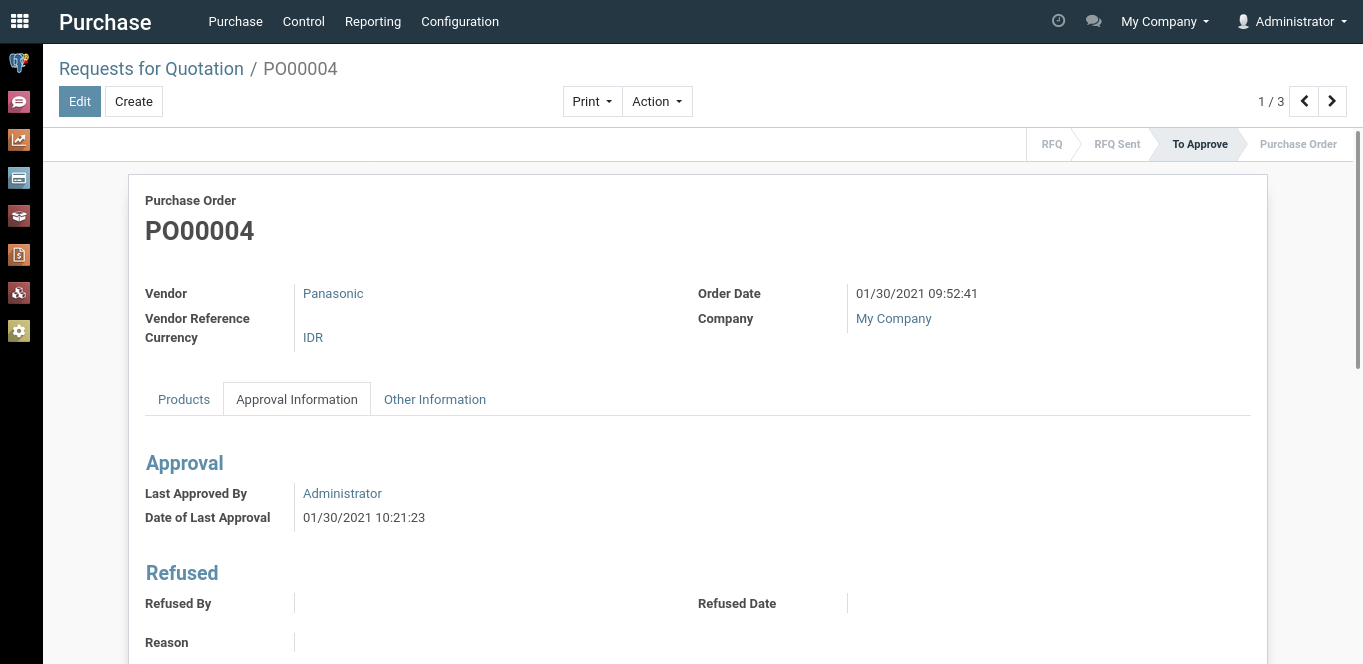 Purchase Purchase Control Reporting Configuration My Company Administrator
Requests for Quotation / PO00004
Edit Create Print Action 1 / 3
RFQ RFQ Sent To Approve Purchase Order
Purchase Order
PO00004
Vendor Panasonic Order Date 01/30/2021 09:52:41
Vendor Reference Company My Company
Currency IDR
Products Approval Information Other Information
Approval
Last Approved By Administrator
Date of Last Approval 01/30/2021 10:21:23
Refused
Refused By Refused Date
Reason